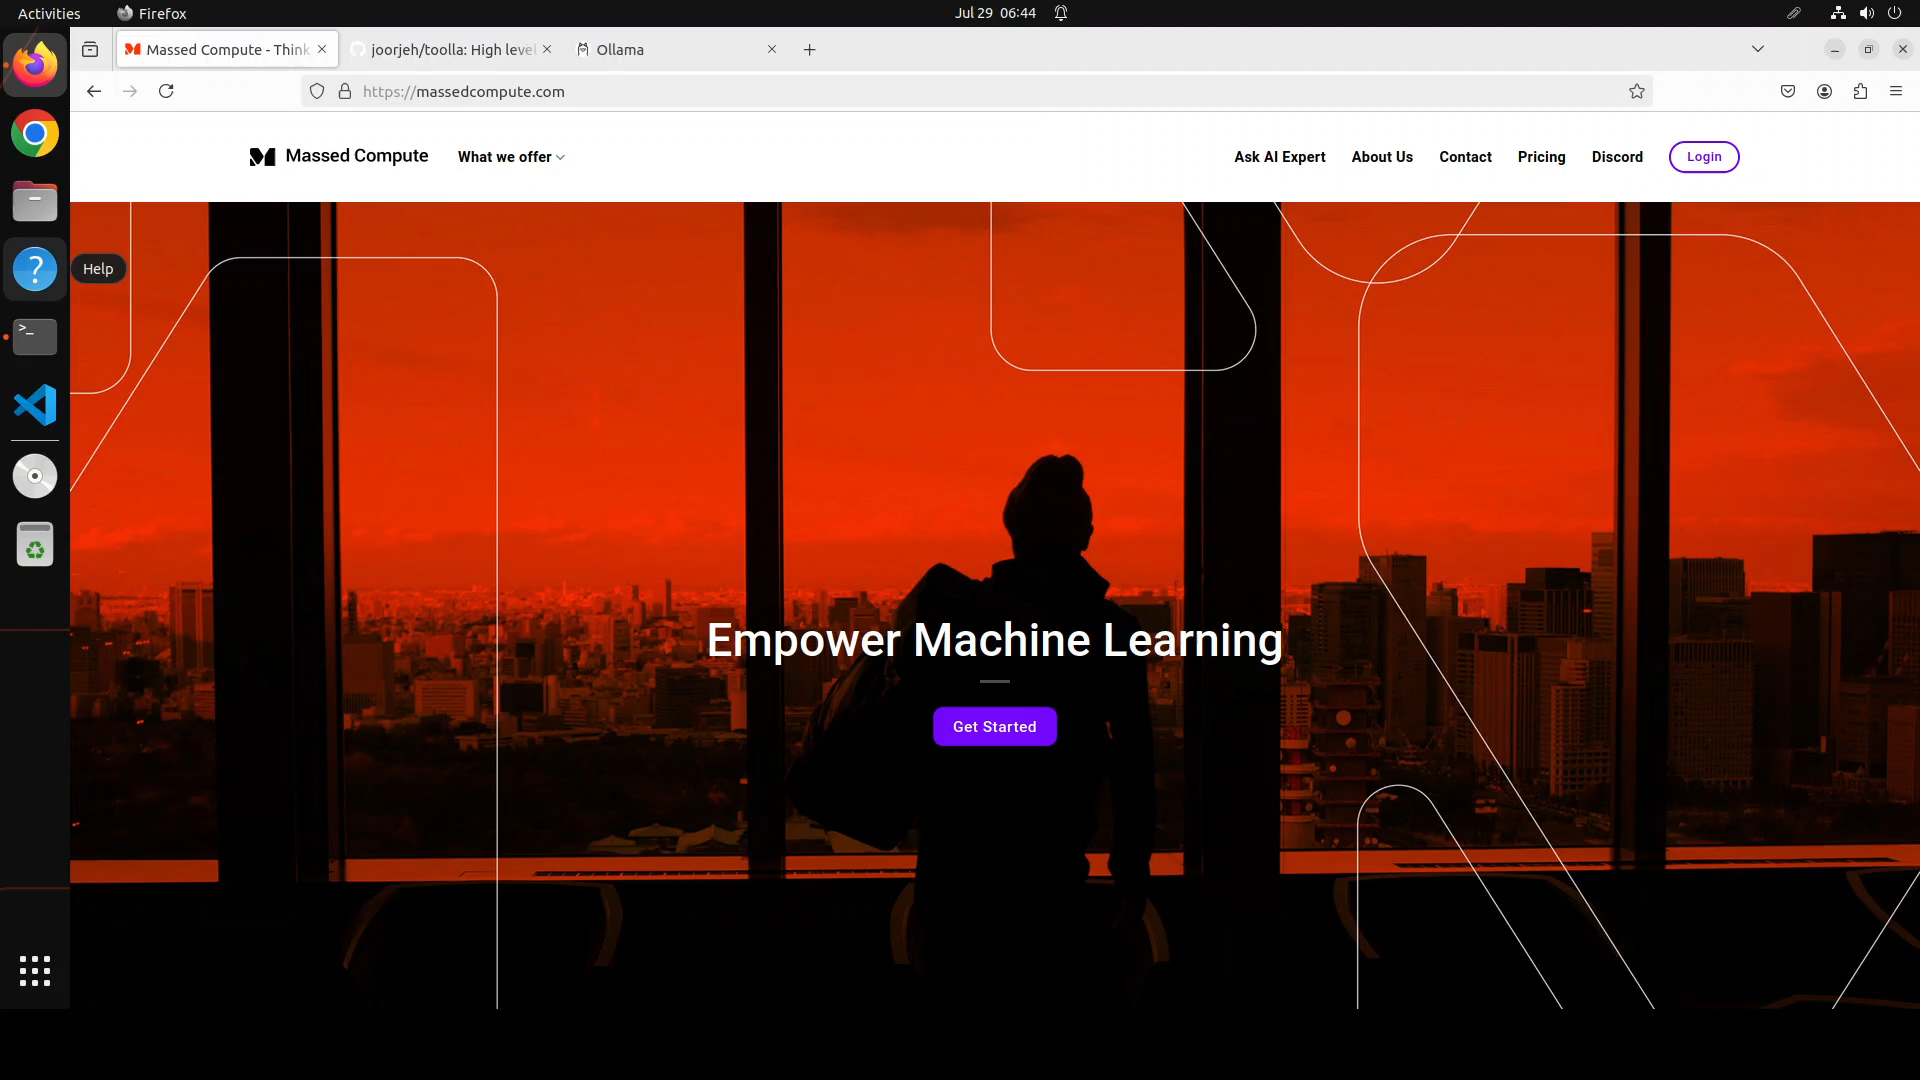 Activities
Firefox
Jul 29 06:44
Massed Compute - Think
joorjeh/toolla: High level
Ollama
https://massedcompute.com
Massed Compute
What we offer
Ask AI Expert
About Us
Contact
Pricing
Discord
Login
Help
>_
Empower Machine Learning
Get Started